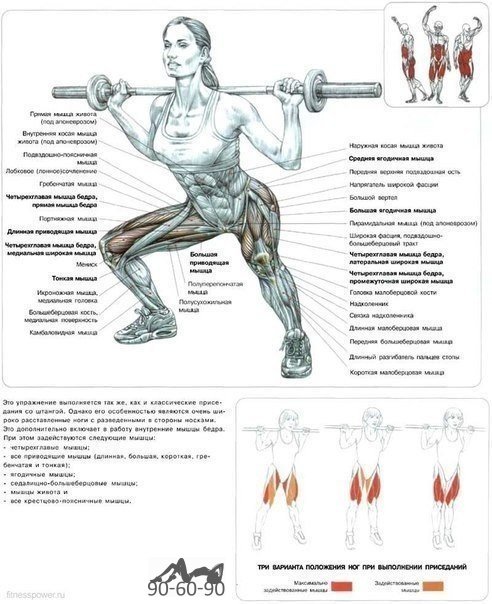 Прямая мышца живота
(под апоневрозом)
Внутренняя косая мышца
живота (под апоневрозом)
Подвздошно-поясничная
мышца
Лобковое (лонное)сочленение
Гребенчатая мышца
Четырехглавая мышца бедра,
прямая мышца бедра
Портняжная мышца
Длинная приводящая мышца
Четырехглавая мышца бедра,
медиальная широкая мышца
Мениск
Тонкая мышца
Икроножная мышца,
медиальная головка
Большеберцовая кость,
медиальная поверхность
Камбаловидная мышца
Большая
приводящая
мышца
Полуперепончатая
мышца
Полусухожильная
мышца
Наружная косая мышца живота
Средняя ягодичная мышца
Передняя верхняя подвздошная ость
Напрягатель широкой фасции
Большой вертел
Большая ягодичная мышца
Пирамидальная мышца (под апоневрозом)
Широкая фасция, подвздошно-
большеберцовый тракт
Четырехглавая мышца бедра,
латеральная широкая мышца
Четырехглавая мышца бедра,
промежуточная широкая мышца
Головка малоберцовой кости
Надколенник
Связка надколенника
Длинная малоберцовая мышца
Передняя большеберцовая мышца
Длинный разгибатель пальцев стопы
Короткая малоберцовая мышца
Это упражнение выполняется так же, как и классические присе-
дания со штангой. Однако его особенностью являются очень ши-
роко расставленные ноги с разведенными в стороны носками.
Это дополнительно включает в работу внутренние мышцы бедра.
При этом задействуются следующие мышцы:
- четырехглавые мышцы;
- все приводящие мышцы (длинная, большая, короткая, гре-
бенчатая и тонкая);
- ягодичные мышцы;
- седалищно-большеберцовые мышцы;
- мышцы живота и
- все крестцово-поясничные мышцы.
90-60-90
fitnesspower.ru
ТРИ ВАРИАНТА ПОЛОЖЕНИЯ НОГ ПРИ ВЫПОЛНЕНИИ ПРИСЕДАНИЙ
Максимально
задействованные
мышцы
Задействованные
мышцы